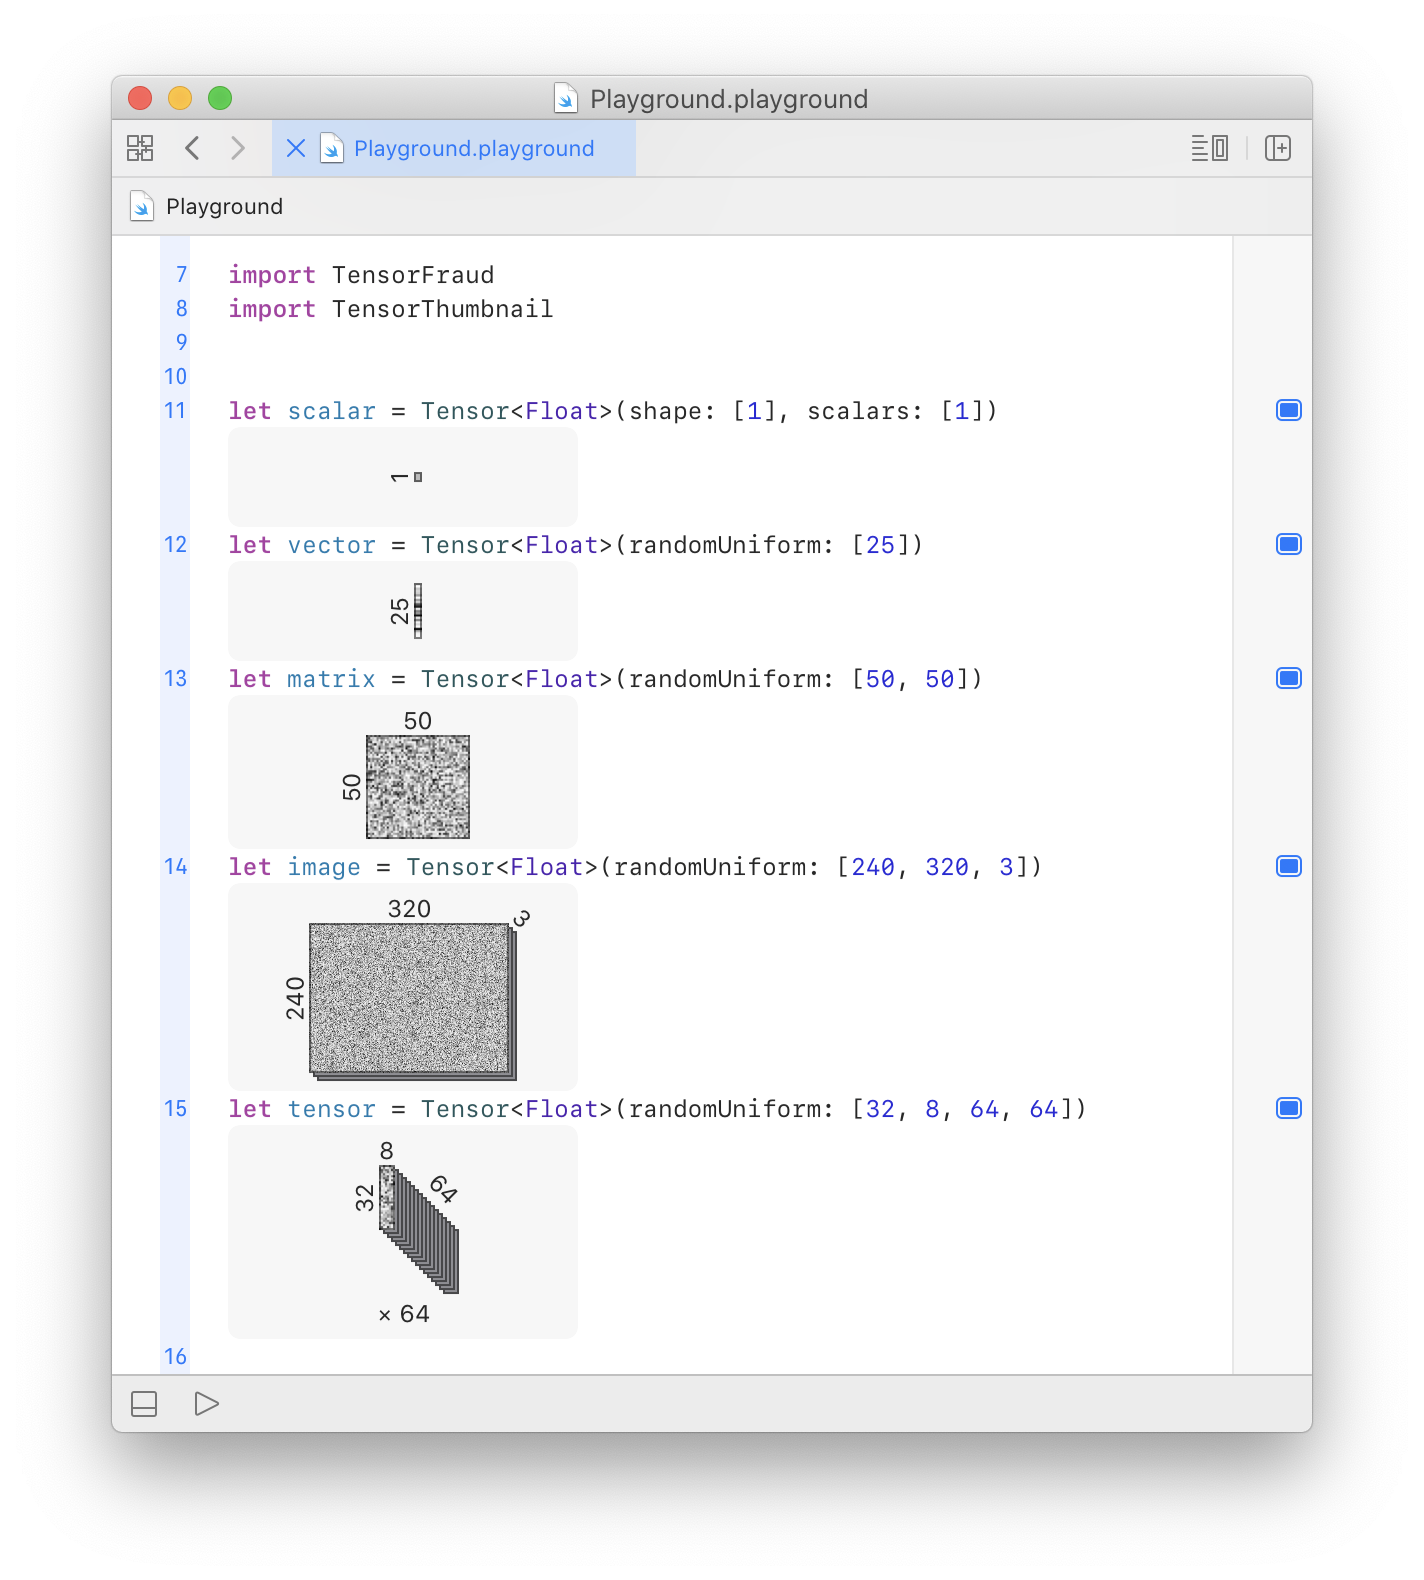 Playground.playground
Playground.playground
Playground
7 import TensorFraud
8 import TensorThumbnail
9
10
11 let scalar = Tensor<Float>(shape: [1], scalars: [1])
1
12 let vector = Tensor<Float>(randomUniform: [25])
25
13 let matrix = Tensor<Float>(randomUniform: [50, 50])
50
50
14 let image = Tensor<Float>(randomUniform: [240, 320, 3])
320
3
240
15 let tensor = Tensor<Float>(randomUniform: [32, 8, 64, 64])
8
32
64
× 64
16